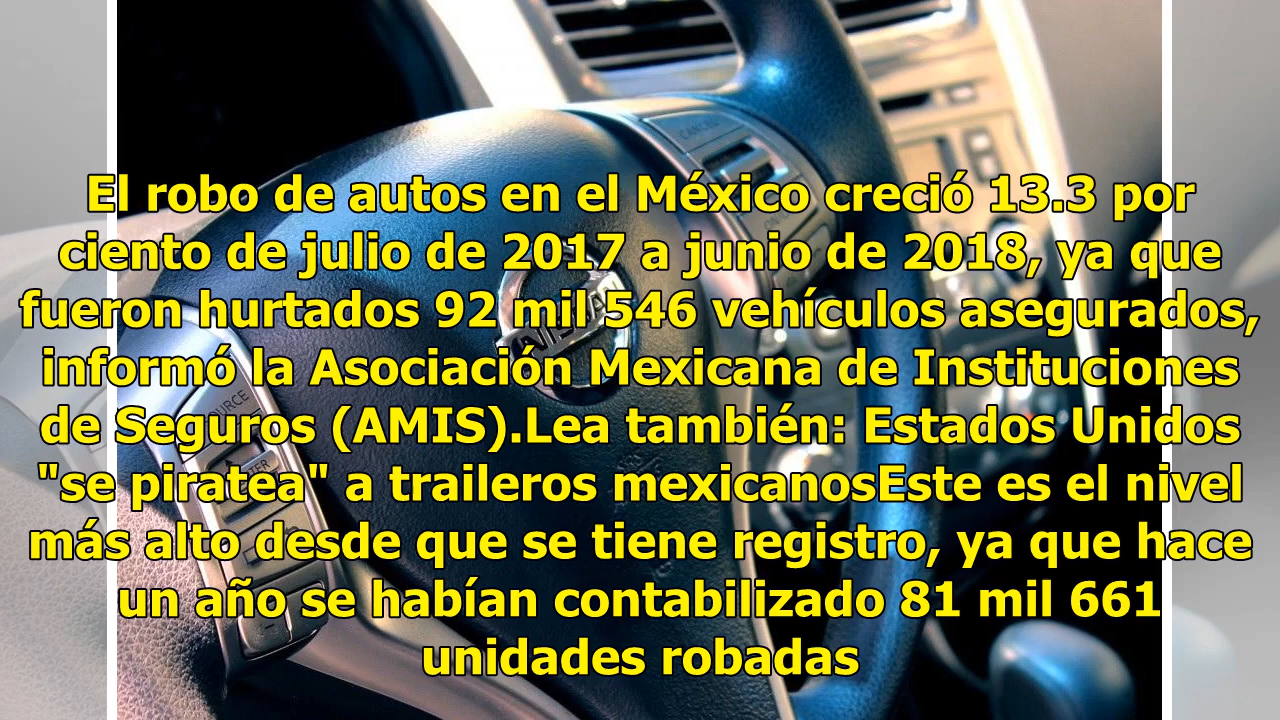 El robo de autos en el México creció 13.3 por
ciento de julio de 2017 a junio de 2018, ya que
fueron hurtados 92 mil 546 vehículos asegurados,
informó la Asociación Mexicana de Instituciones
de Seguros (AMIS).Lea también: Estados Unidos
"se piratea" a traileros mexicanosEste es el nivel
más alto desde que se tiene registro, ya que hace
un año se habían contabilizado 81 mil 661
unidades robadas
CANCEL
NISSAN
SOURCE